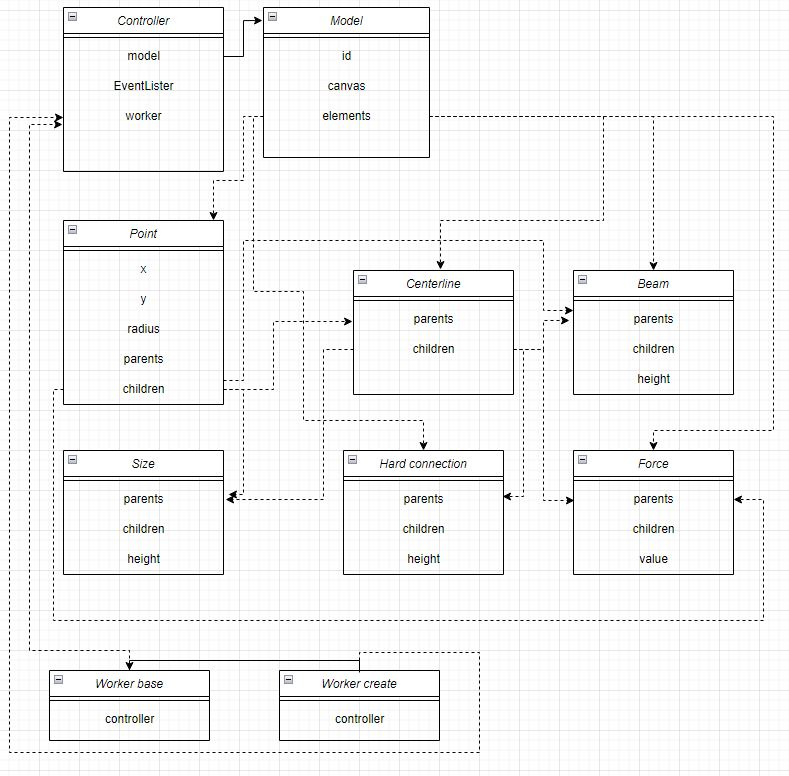 Controller
model
EventLister
worker
Model
id
canvas
elements
Point
x
y
radius
parents
children
Centerline
parents
children
Beam
parents
children
height
Size
parents
children
height
Hard connection
parents
children
height
Force
parents
children
value
Worker base
controller
Worker create
controller